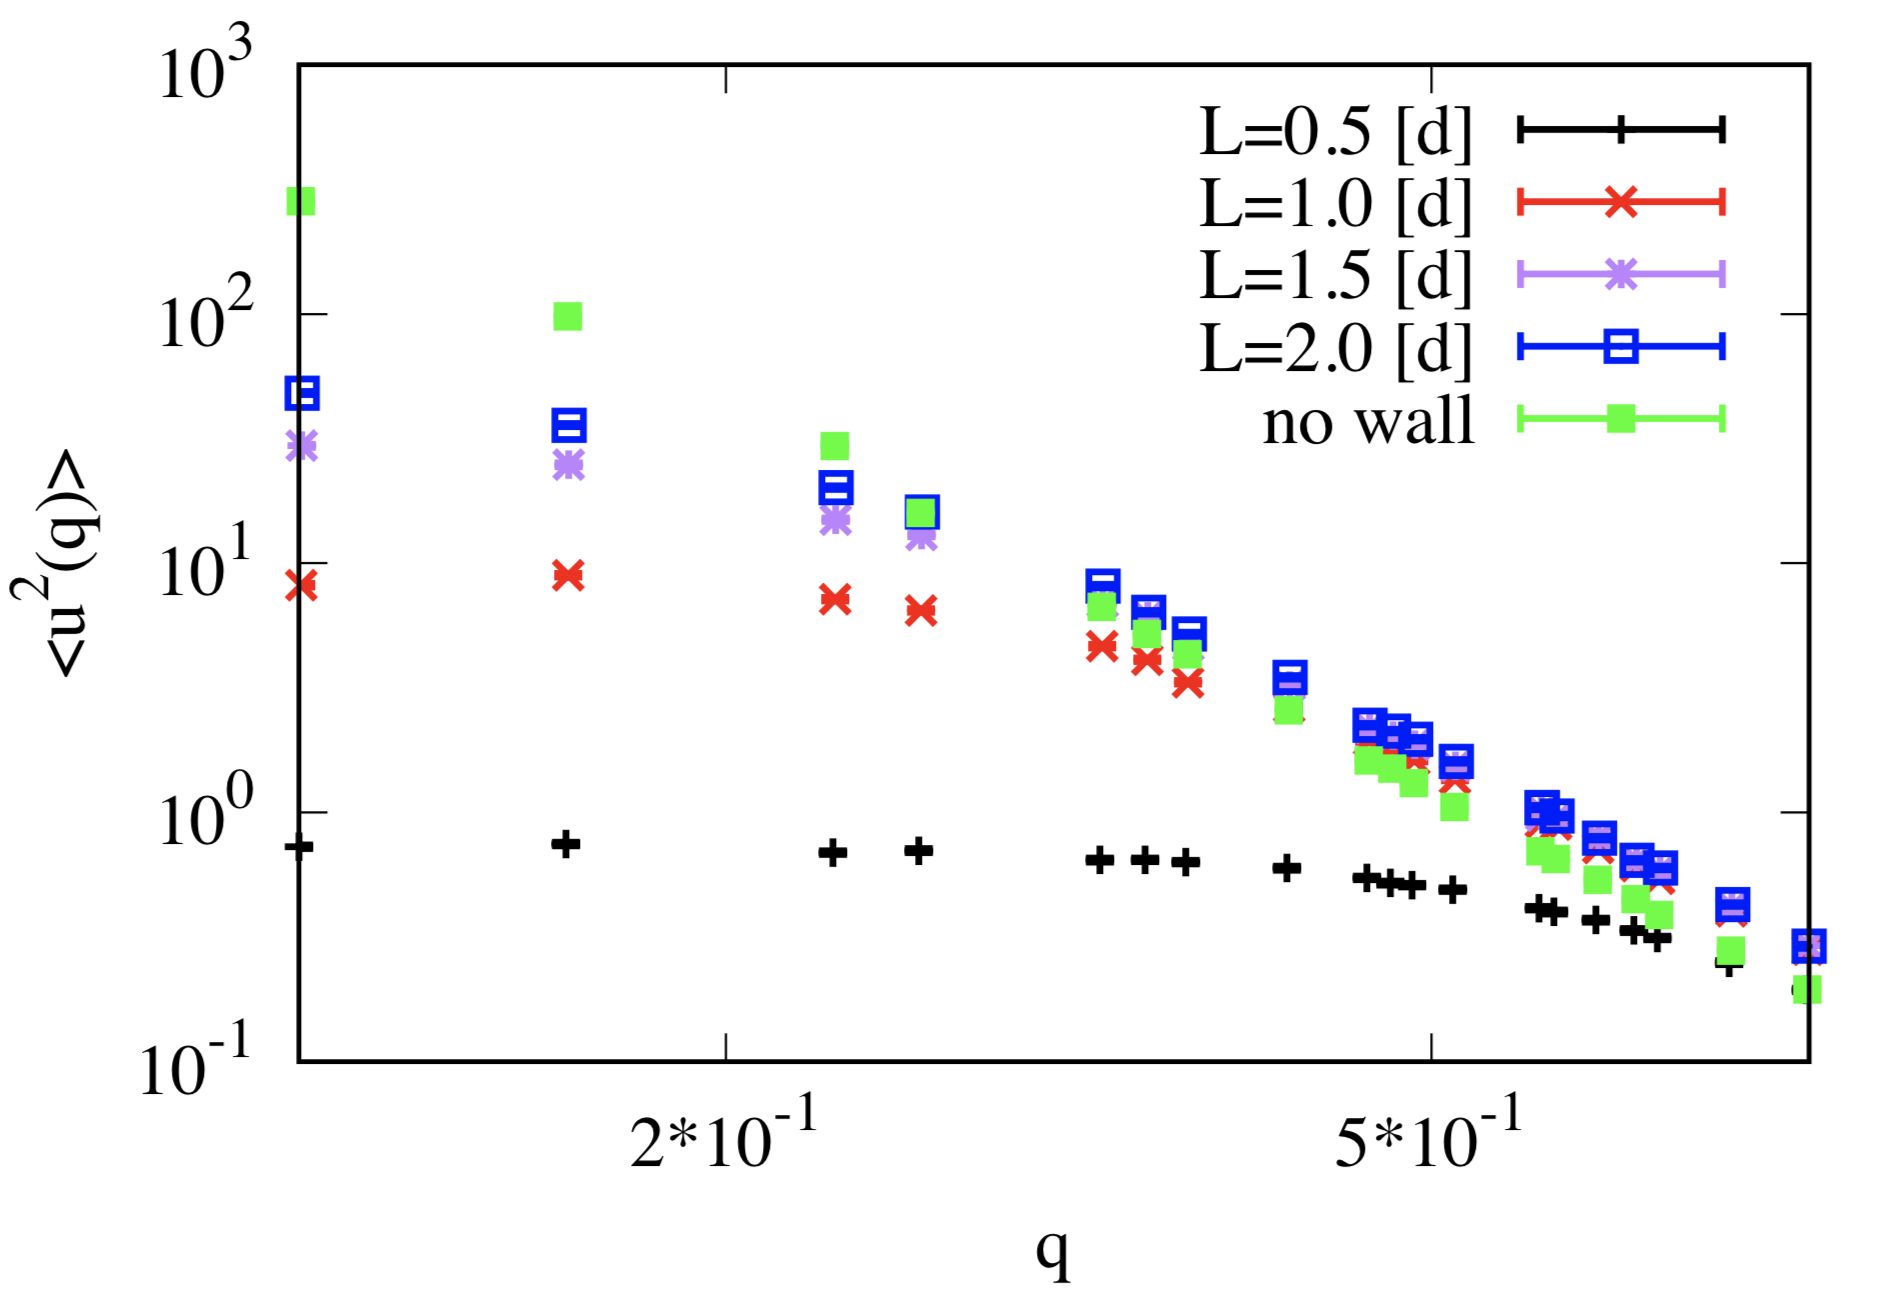 10^3
10^2
10^1
10^0
10^-1
<u^2(q)>
L=0.5 [d]
L=1.0 [d]
L=1.5 [d]
L=2.0 [d]
no wall
2*10^-1
5*10^-1
q